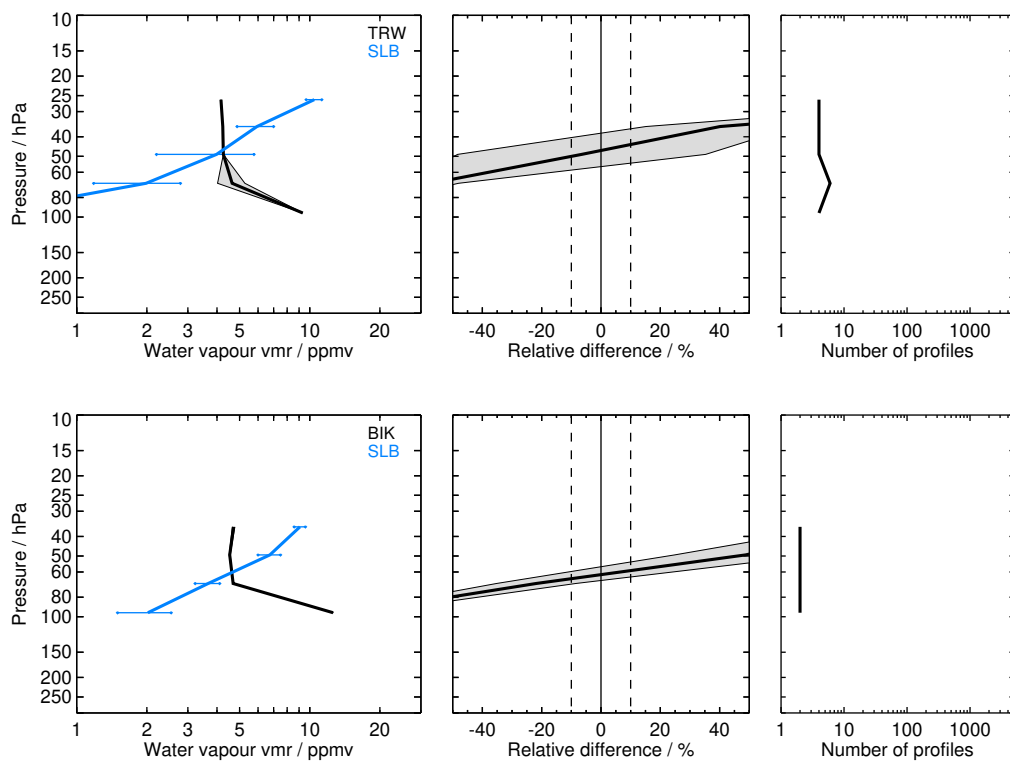 10
15
20
25
30
40
50
60
80
100
150
200
250
Pressure / hPa
TRW
SLB
1 2 3 5 10 20
Water vapour vmr / ppmv
-40 -20 0 20 40
Relative difference / %
1 10 100 1000
Number of profiles
10
15
20
25
30
40
50
60
80
100
150
200
250
Pressure / hPa
BIK
SLB
1 2 3 5 10 20
Water vapour vmr / ppmv
-40 -20 0 20 40
Relative difference / %
1 10 100 1000
Number of profiles